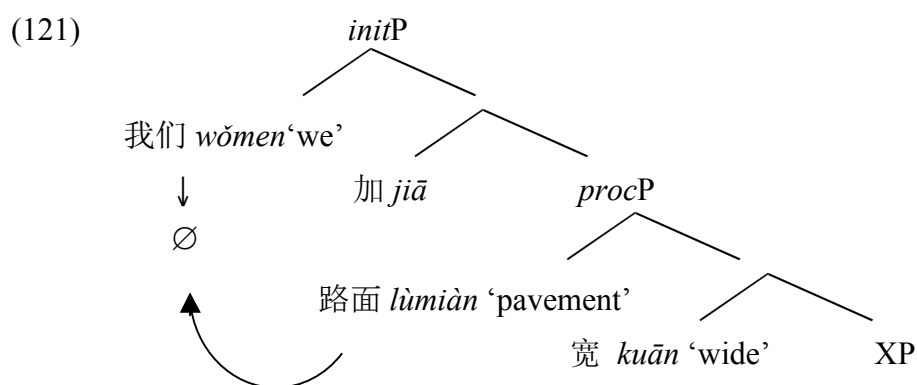 (121) initP
我们 wǒmen‘we’
加 jiā procP
∅
路面 lùmiàn ‘pavement’
宽 kuān ‘wide’ XP